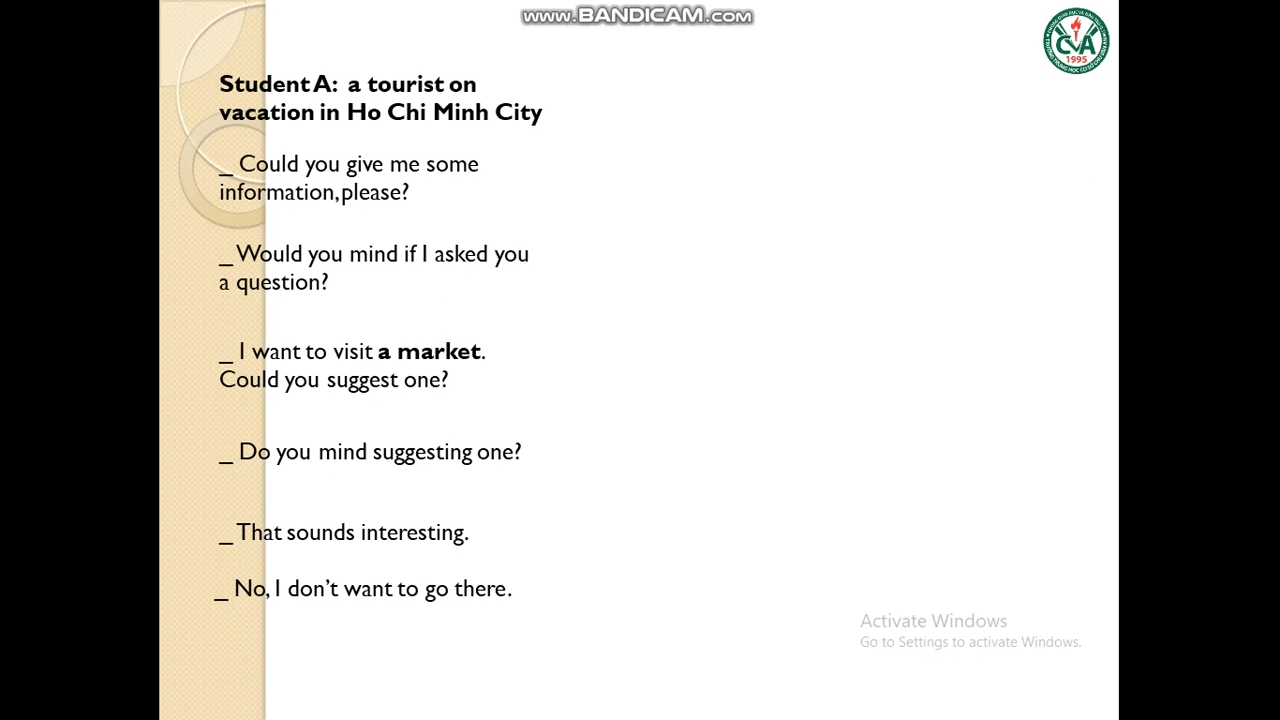 www.BANDICAM.com
Student A: a tourist on
vacation in Ho Chi Minh City
_ Could you give me some
information, please?
_ Would you mind if I asked you
a question?
_ I want to visit a market.
Could you suggest one?
_ Do you mind suggesting one?
_ That sounds interesting.
_ No, I don’t want to go there.
CVA
1995
Activate Windows
Go to Settings to activate Windows.